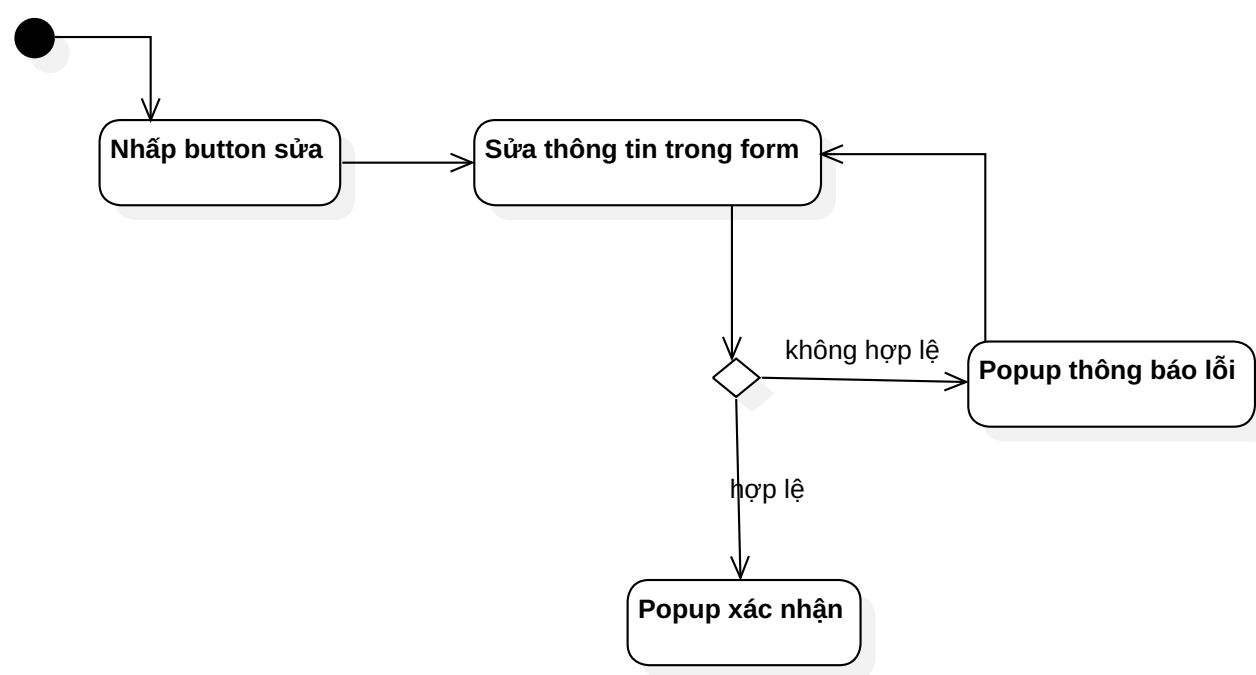 Nhấp button sửa
Sửa thông tin trong form
không hợp lệ
Popup thông báo lỗi
hợp lệ
Popup xác nhận